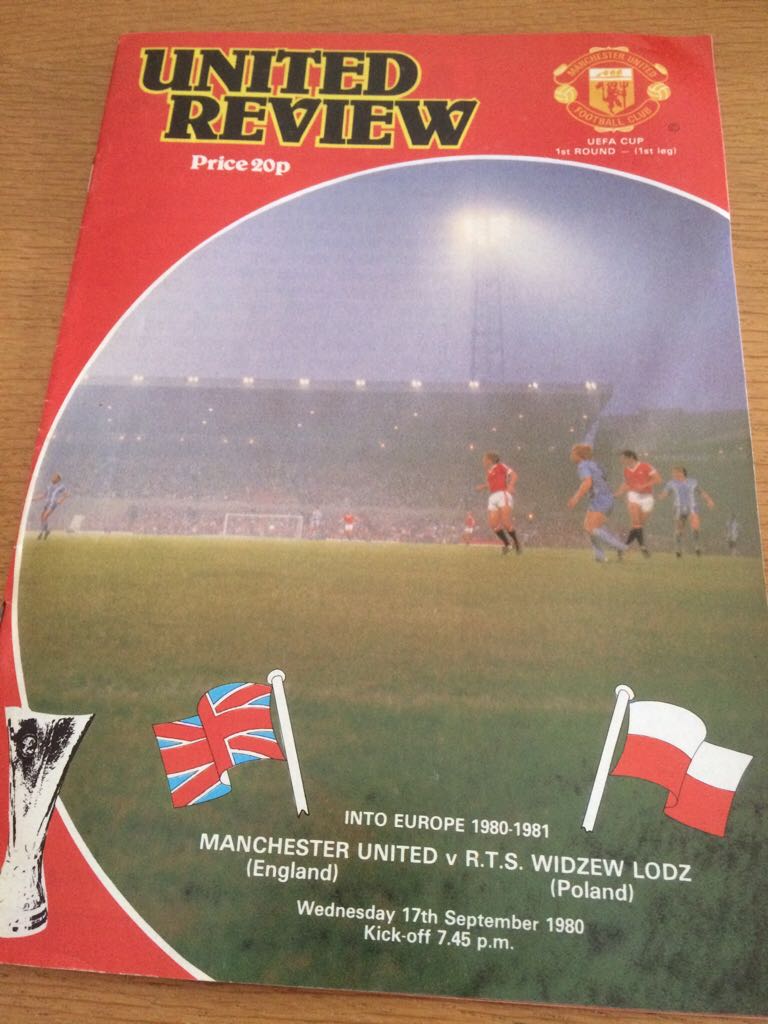 UNITED
REVIEW
Price 20p
MANCHESTER UNITED
FOOTBALL CLUB
©
UEFA CUP
1st ROUND — (1st leg)
INTO EUROPE 1980-1981
MANCHESTER UNITED v R.T.S. WIDZEW LODZ
(England) (Poland)
Wednesday 17th September 1980
Kick-off 7.45 p.m.